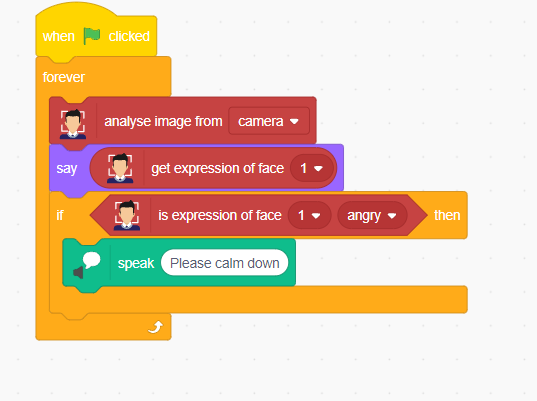 when clicked
forever
analyse image from camera
say get expression of face 1
if is expression of face 1 angry then
speak Please calm down